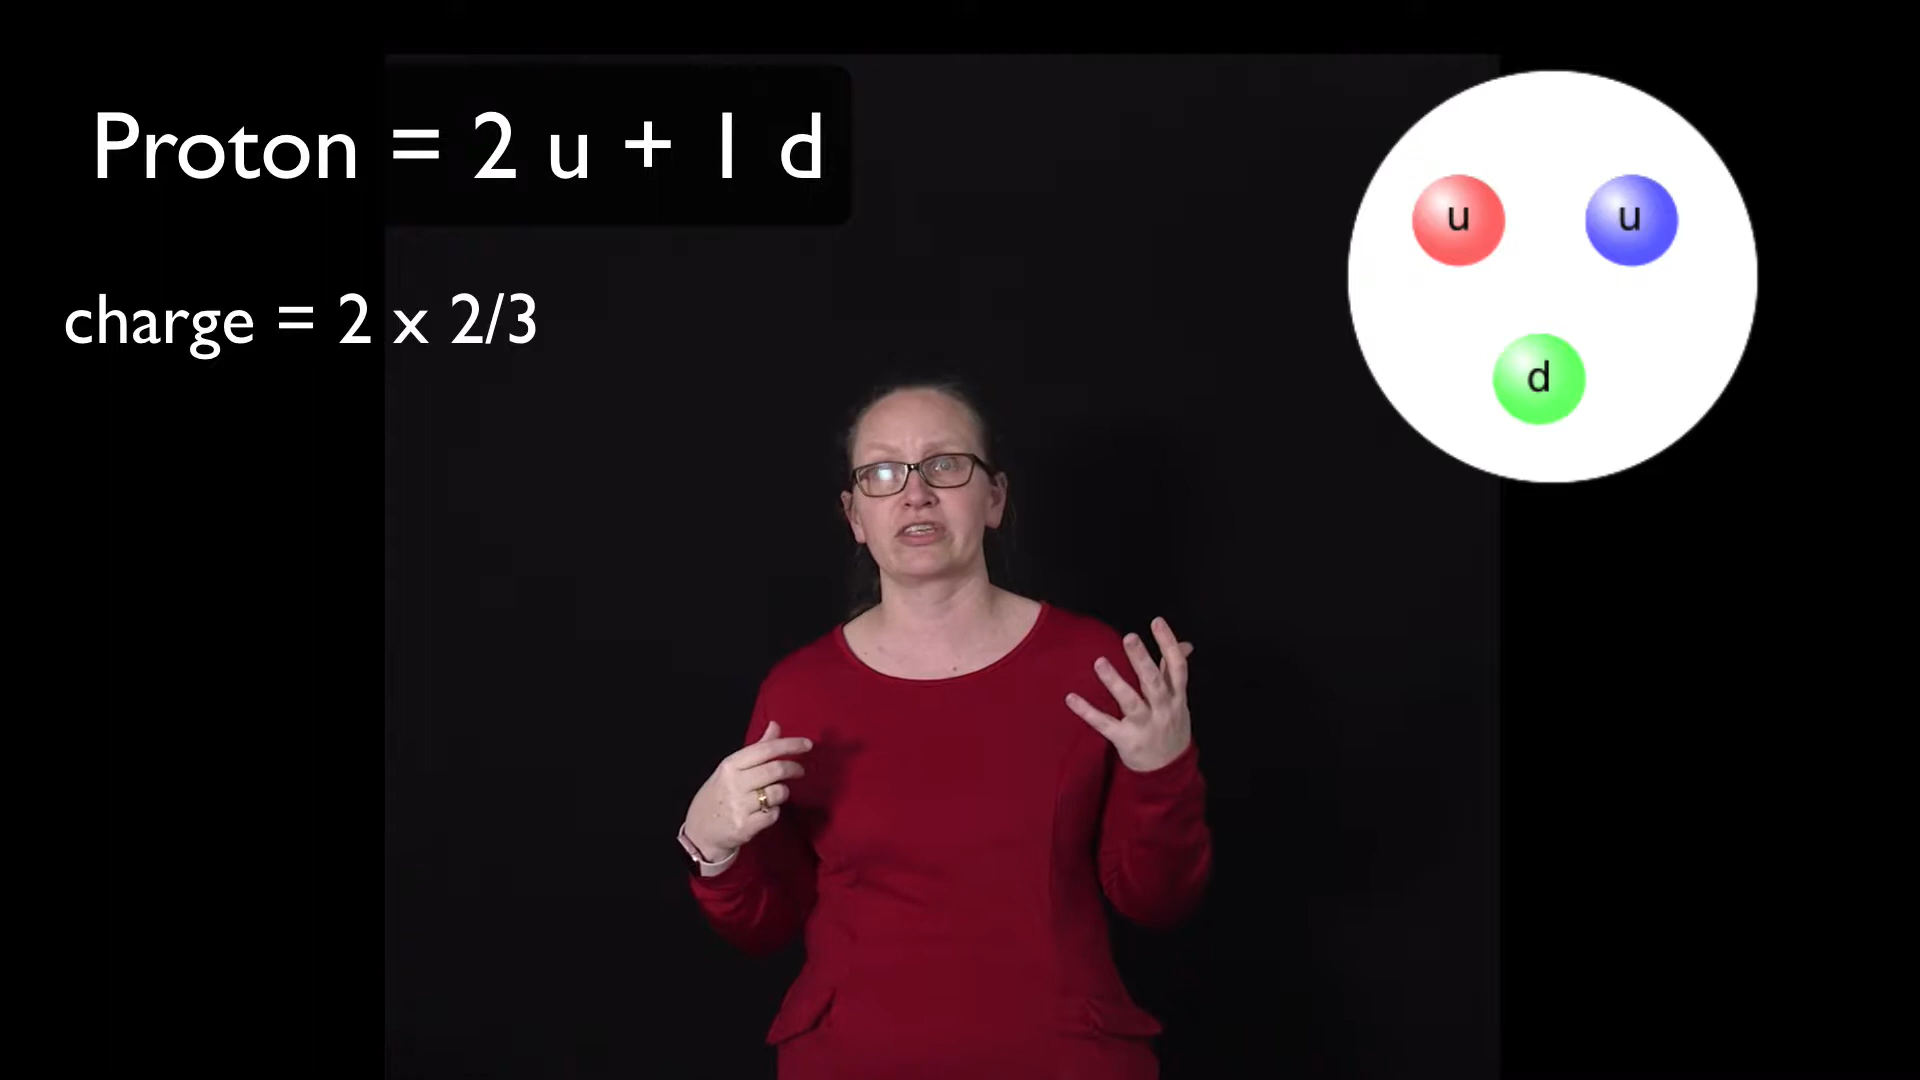 Proton = 2 u + 1 d
charge = 2 x 2/3
u u
d